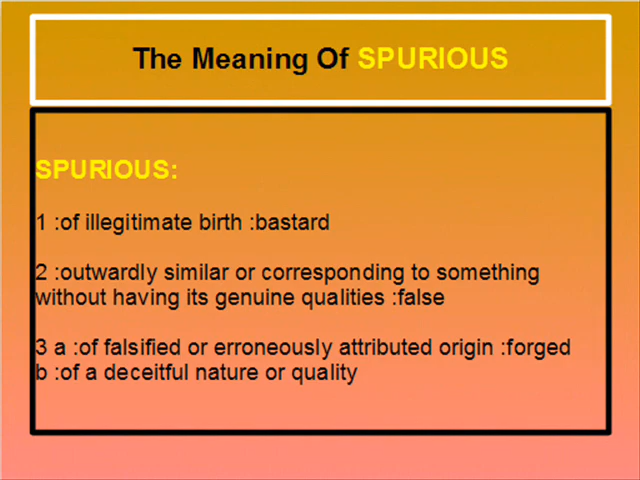 The Meaning Of SPURIOUS
SPURIOUS:
1 :of illegitimate birth :bastard
2 :outwardly similar or corresponding to something
without having its genuine qualities :false
3 a :of falsified or erroneously attributed origin :forged
b :of a deceitful nature or quality